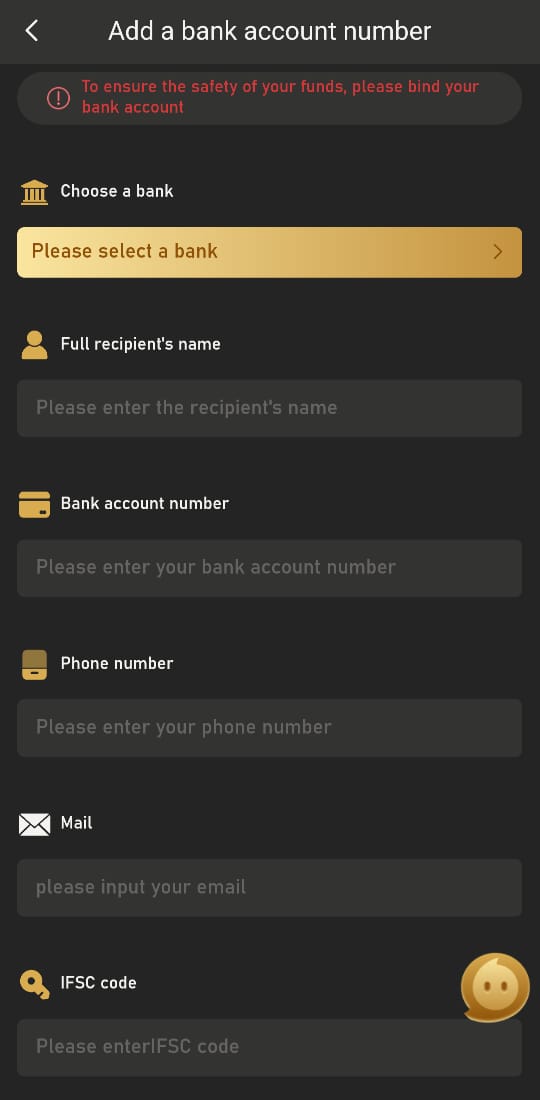 Add a bank account number
To ensure the safety of your funds, please bind your
bank account
Choose a bank
Please select a bank
Full recipient's name
Please enter the recipient's name
Bank account number
Please enter your bank account number
Phone number
Please enter your phone number
Mail
please input your email
IFSC code
Please enterIFSC code